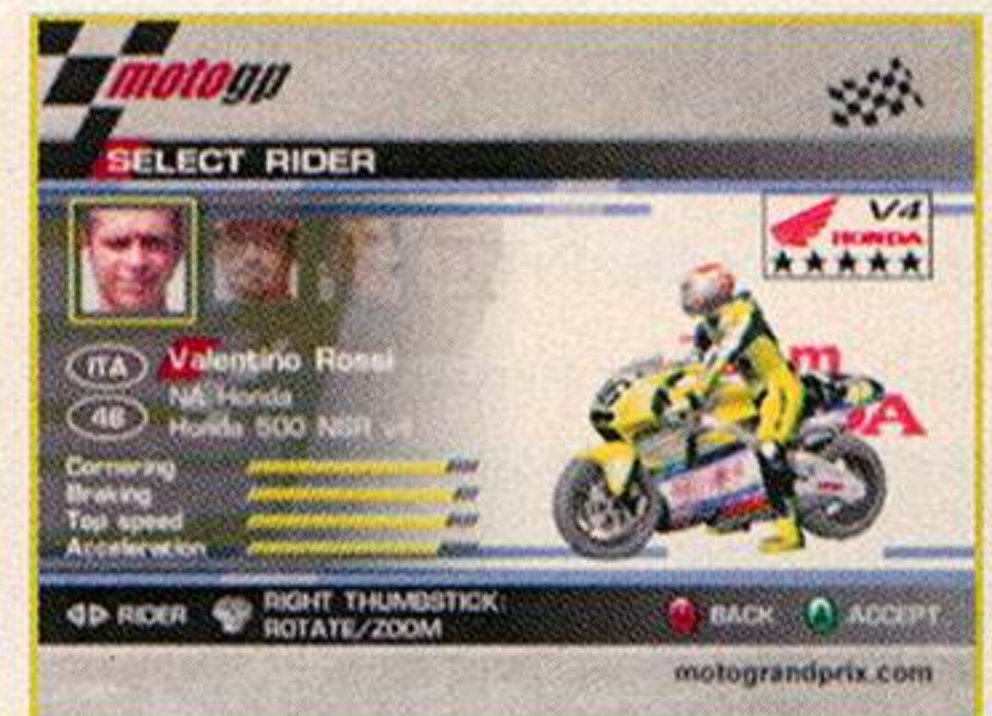 motogp
SELECT RIDER
V4
HONDA
ITA
Valentino Rossi
46
NA Honda
Honda 500 NSR v4
Cornering
Braking
Top speed
Acceleration
RIDER
RIGHT THUMBSTICK:
ROTATE/ZOOM
BACK
A ACCEPT
motograndprix.com